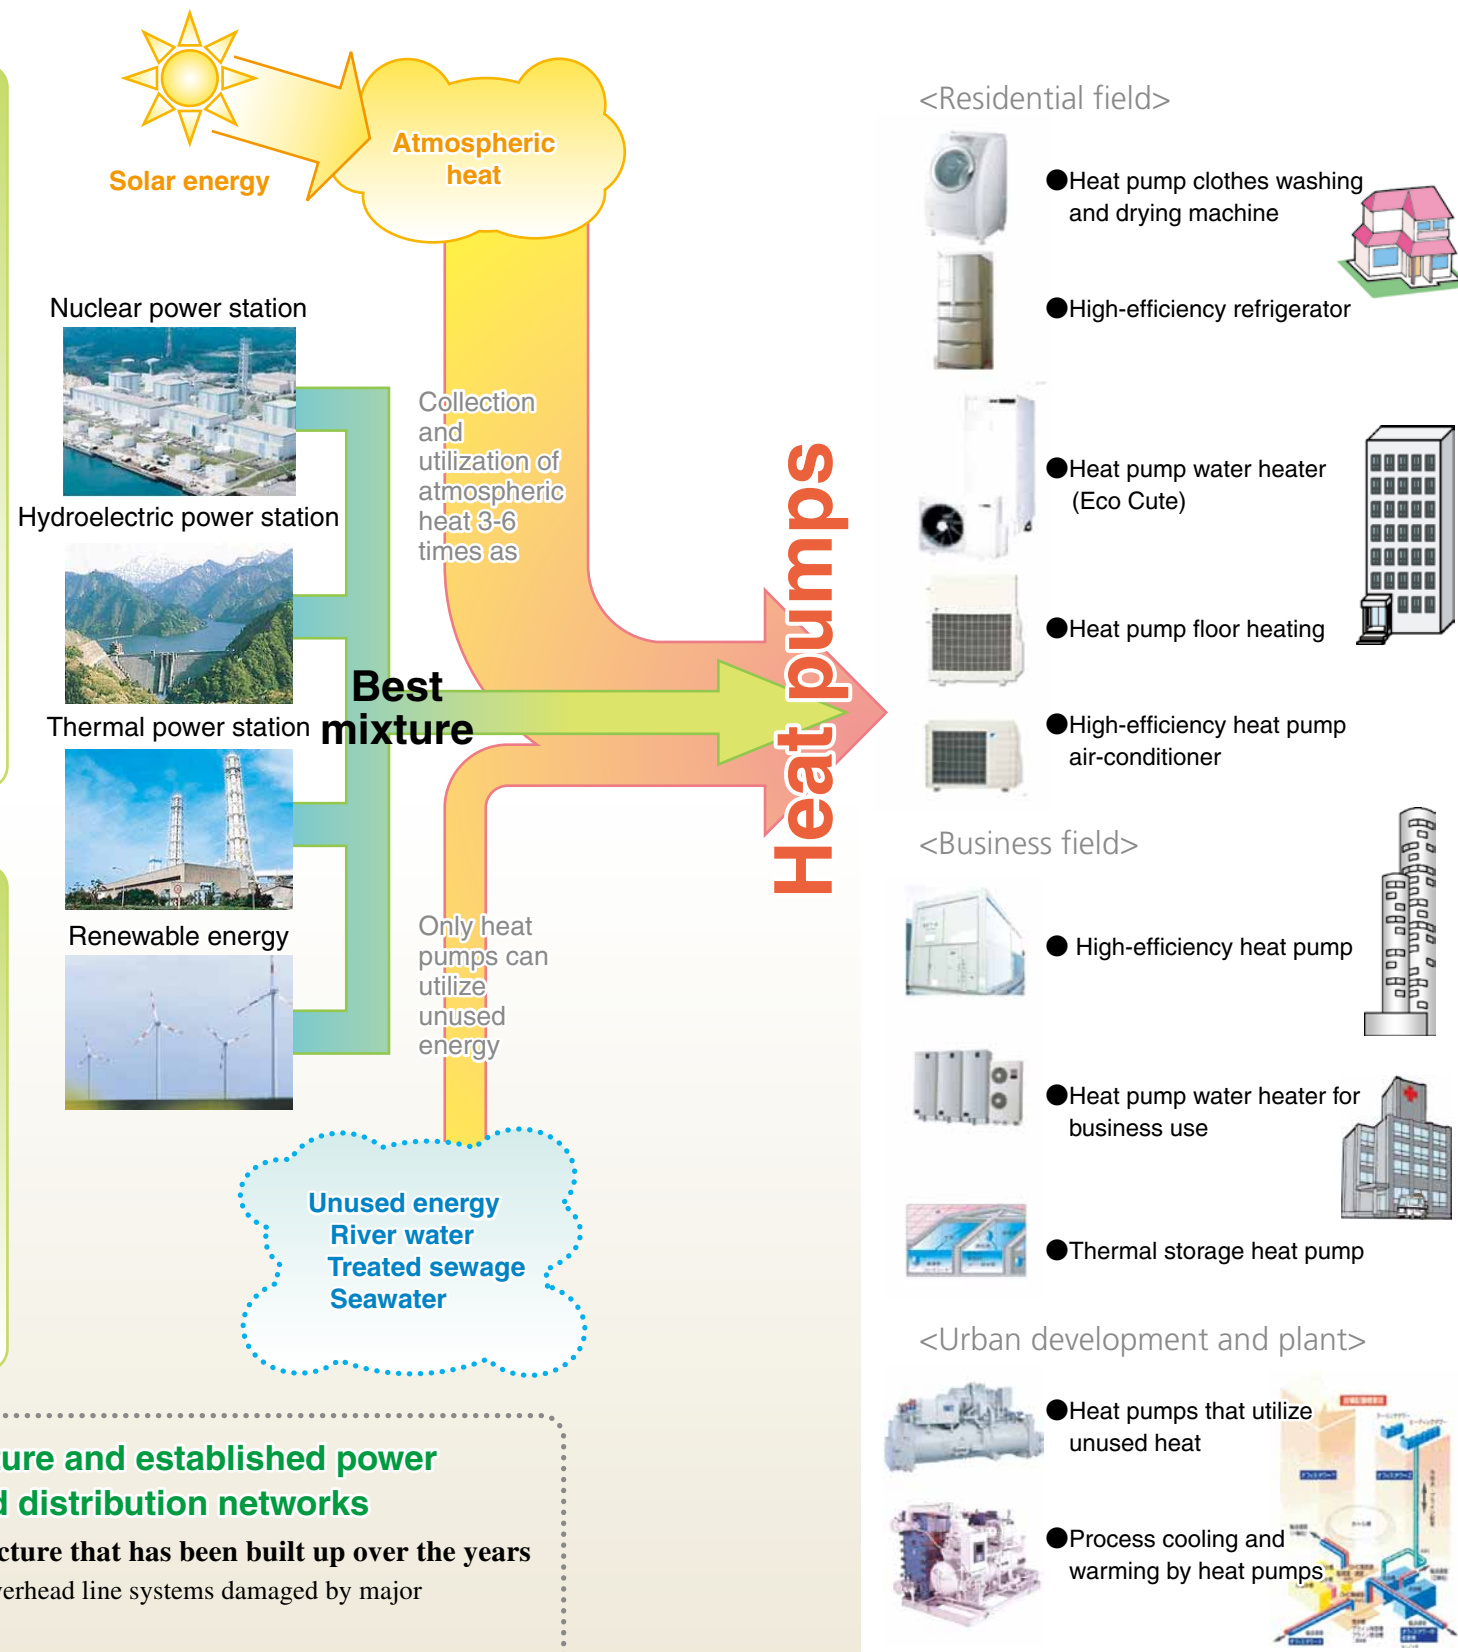 Solar energy
Atmospheric
heat
Nuclear power station
Hydroelectric power station
Thermal power station
Renewable energy
Best
mixture
Collection
and
utilization of
atmospheric
heat 3-6
times as
Only heat
pumps can
utilize
unused
energy
Unused energy
River water
Treated sewage
Seawater
Heat pumps
<Residential field>
●Heat pump clothes washing
and drying machine
●High-efficiency refrigerator
●Heat pump water heater
(Eco Cute)
●Heat pump floor heating
●High-efficiency heat pump
air-conditioner
<Business field>
● High-efficiency heat pump
●Heat pump water heater for
business use
●Thermal storage heat pump
<Urban development and plant>
●Heat pumps that utilize
unused heat
●Process cooling and
warming by heat pumps
ture and established power
d distribution networks
cture that has been built up over the years
verhead line systems damaged by major